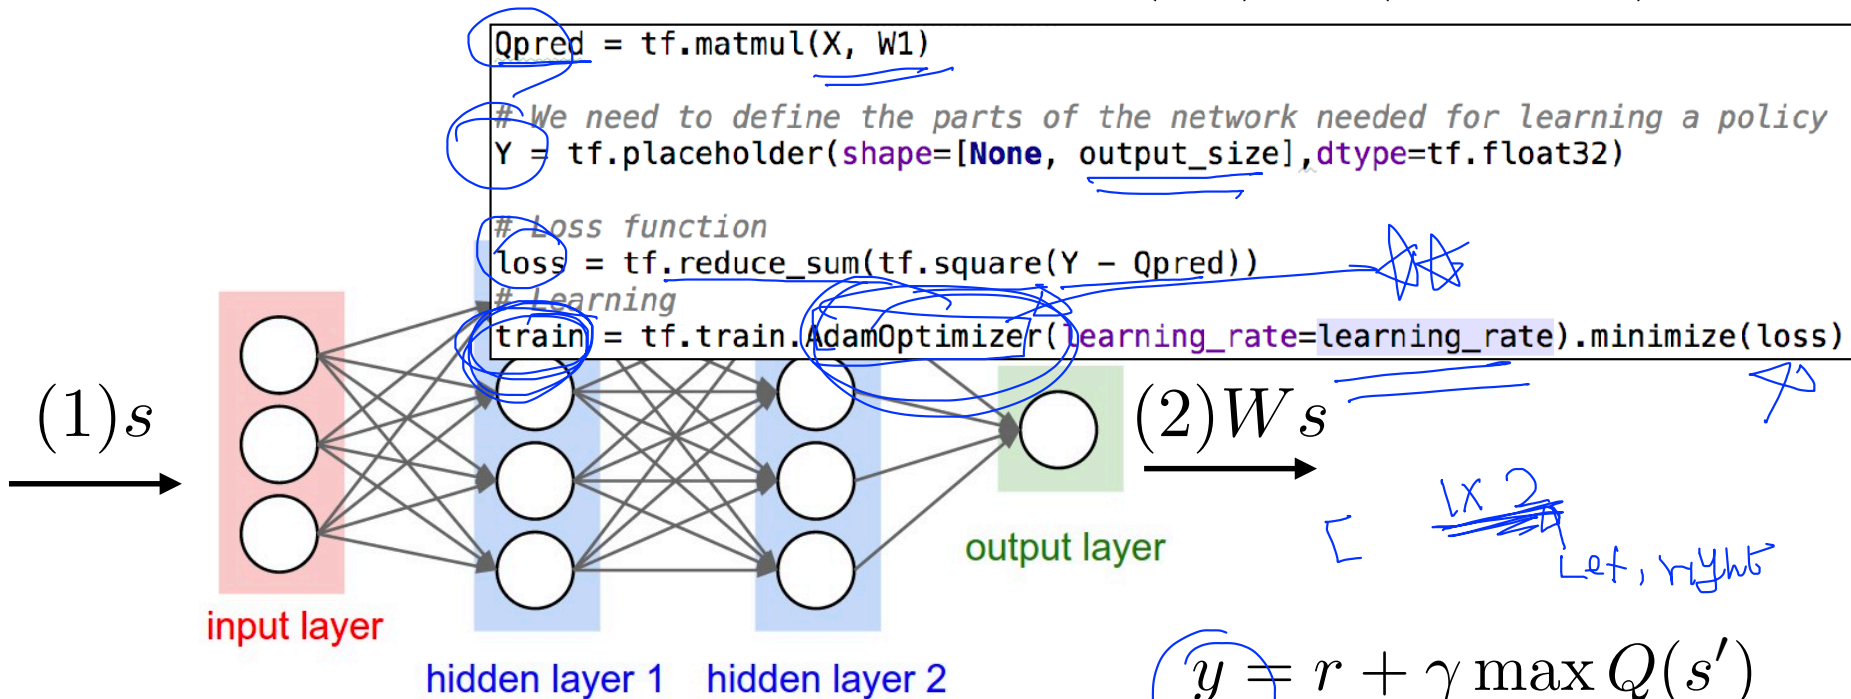 Qpred = tf.matmul(X, W1)
# We need to define the parts of the network needed for learning a policy
Y = tf.placeholder(shape=[None, output_size],dtype=tf.float32)
# Loss function
loss = tf.reduce_sum(tf.square(Y - Qpred))
# Learning
train = tf.train.AdamOptimizer(learning_rate=learning_rate).minimize(loss)
(1)s
(2)Ws
1x2
Left, right
output layer
input layer
hidden layer 1 hidden layer 2
y = r + γ max Q(s′)